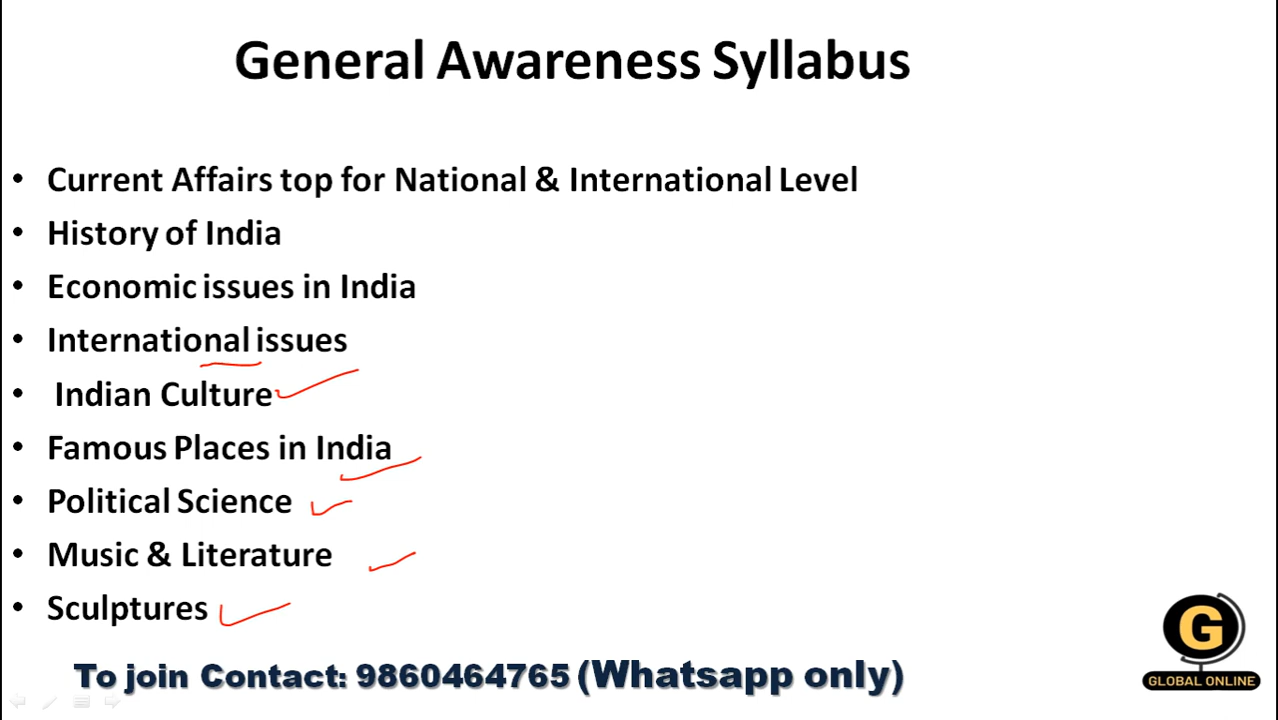 General Awareness Syllabus
• Current Affairs top for National & International Level
• History of India
• Economic issues in India
• International issues
• Indian Culture
• Famous Places in India
• Political Science
• Music & Literature
• Sculptures
To join Contact: 9860464765 (Whatsapp only)
G
GLOBAL ONLINE